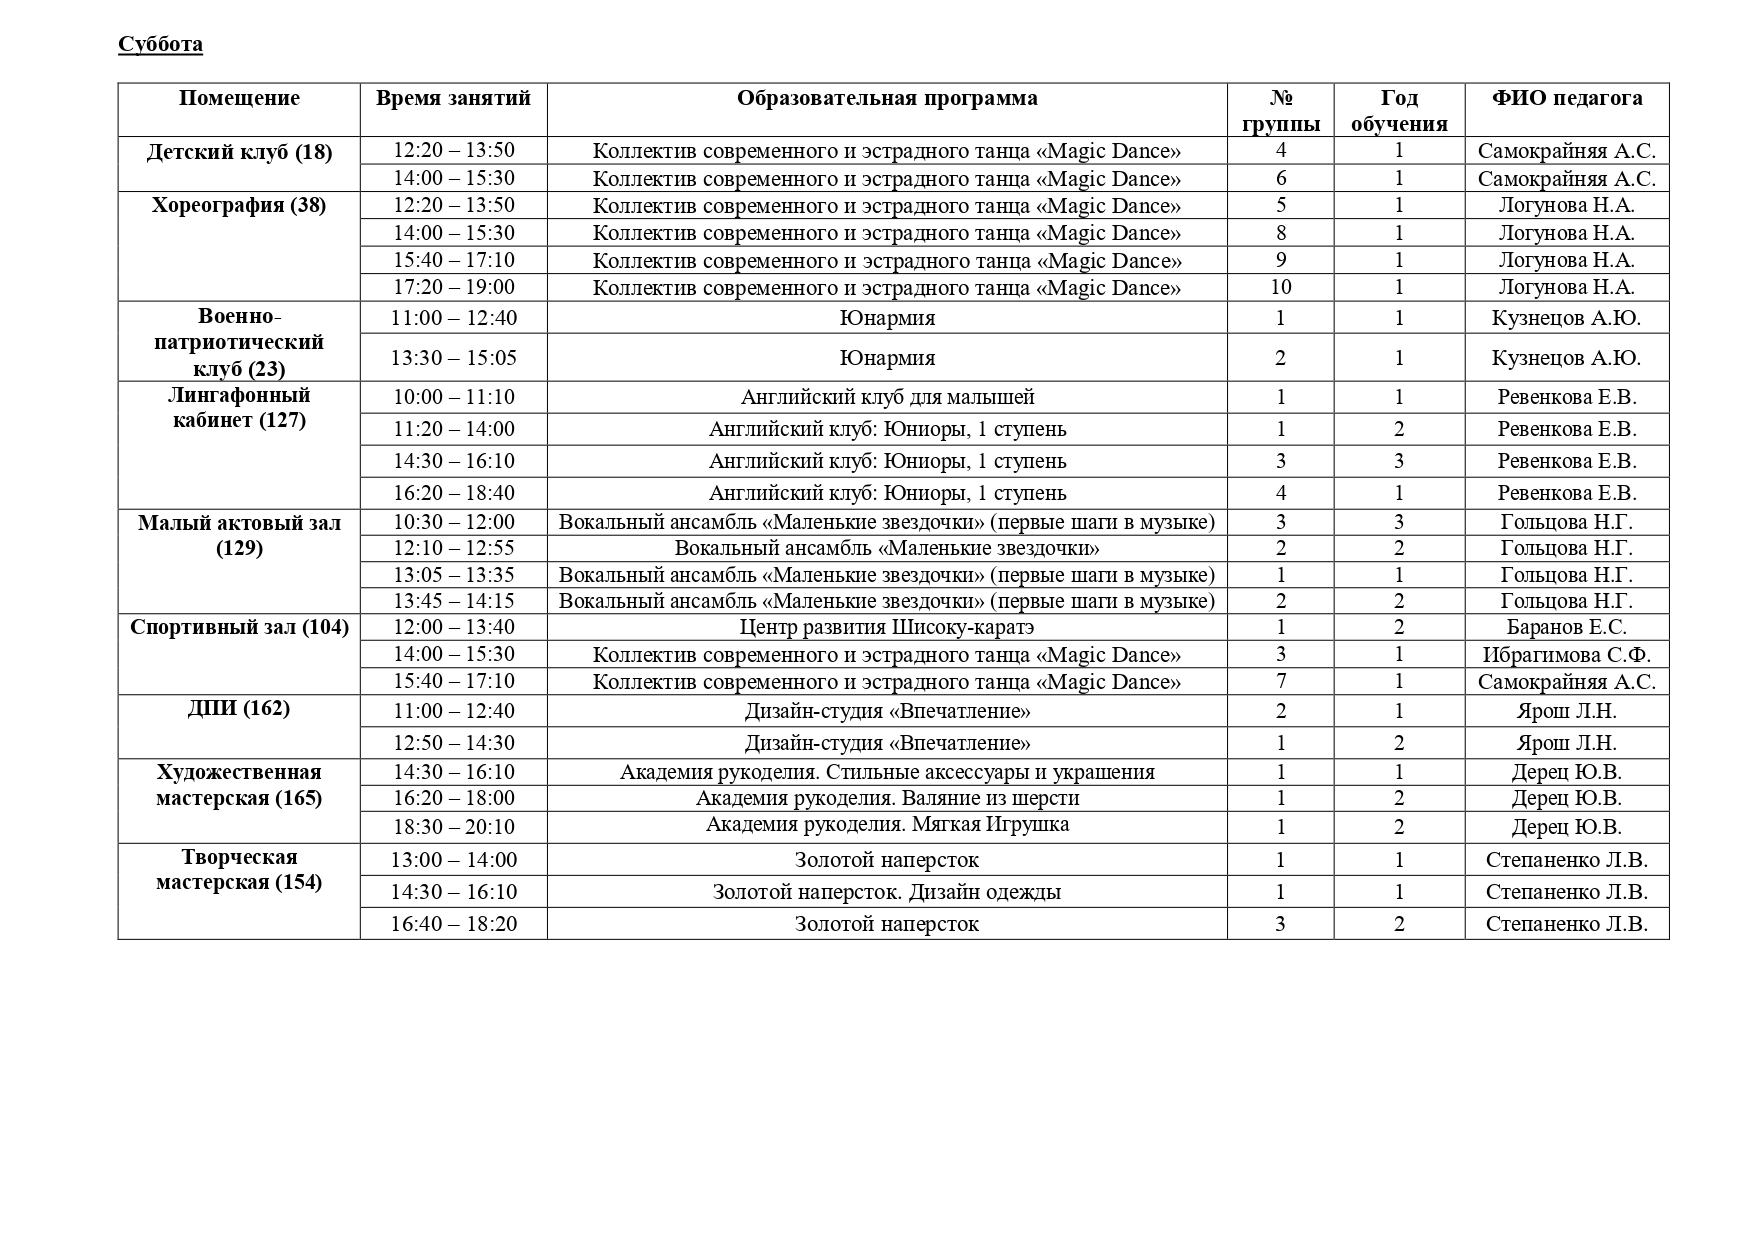 Суббота
Помещение Время занятий Образовательная программа № группы Год обучения ФИО педагога
Детский клуб (18) 12:20 – 13:50 Коллектив современного и эстрадного танца «Magic Dance» 4 1 Самокрайняя А.С.
14:00 – 15:30 Коллектив современного и эстрадного танца «Magic Dance» 6 1 Самокрайняя А.С.
Хореография (38) 12:20 – 13:50 Коллектив современного и эстрадного танца «Magic Dance» 5 1 Логунова Н.А.
14:00 – 15:30 Коллектив современного и эстрадного танца «Magic Dance» 8 1 Логунова Н.А.
15:40 – 17:10 Коллектив современного и эстрадного танца «Magic Dance» 9 1 Логунова Н.А.
17:20 – 19:00 Коллектив современного и эстрадного танца «Magic Dance» 10 1 Логунова Н.А.
Военно-
патриотический
клуб (23)
11:00 – 12:40 Юнармия 1 1 Кузнецов А.Ю.
13:30 – 15:05 Юнармия 2 1 Кузнецов А.Ю.
Лингафонный
кабинет (127)
10:00 – 11:10 Английский клуб для малышей 1 1 Ревенкова Е.В.
11:20 – 14:00 Английский клуб: Юниоры, 1 ступень 1 2 Ревенкова Е.В.
14:30 – 16:10 Английский клуб: Юниоры, 1 ступень 3 3 Ревенкова Е.В.
16:20 – 18:40 Английский клуб: Юниоры, 1 ступень 4 1 Ревенкова Е.В.
Малый актовый зал
(129)
10:30 – 12:00 Вокальный ансамбль «Маленькие звездочки» (первые шаги в музыке) 3 3 Гольцова Н.Г.
12:10 – 12:55 Вокальный ансамбль «Маленькие звездочки» 2 2 Гольцова Н.Г.
13:05 – 13:35 Вокальный ансамбль «Маленькие звездочки» (первые шаги в музыке) 1 1 Гольцова Н.Г.
13:45 – 14:15 Вокальный ансамбль «Маленькие звездочки» (первые шаги в музыке) 2 2 Гольцова Н.Г.
Спортивный зал (104) 12:00 – 13:40 Центр развития Шисоку-каратэ 1 2 Баранов Е.С.
14:00 – 15:30 Коллектив современного и эстрадного танца «Magic Dance» 3 1 Ибрагимова С.Ф.
15:40 – 17:10 Коллектив современного и эстрадного танца «Magic Dance» 7 1 Самокрайняя А.С.
ДПИ (162) 11:00 – 12:40 Дизайн-студия «Впечатление» 2 1 Ярош Л.Н.
12:50 – 14:30 Дизайн-студия «Впечатление» 1 2 Ярош Л.Н.
Художественная
мастерская (165)
14:30 – 16:10 Академия рукоделия. Стильные аксессуары и украшения 1 1 Дерец Ю.В.
16:20 – 18:00 Академия рукоделия. Валяние из шерсти 1 2 Дерец Ю.В.
18:30 – 20:10 Академия рукоделия. Мягкая Игрушка 1 2 Дерец Ю.В.
Творческая
мастерская (154)
13:00 – 14:00 Золотой наперсток 1 1 Степаненко Л.В.
14:30 – 16:10 Золотой наперсток. Дизайн одежды 1 1 Степаненко Л.В.
16:40 – 18:20 Золотой наперсток 3 2 Степаненко Л.В.